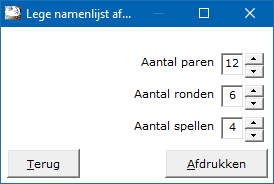 Lege namenlijst af...
Aantal paren 12
Aantal ronden 6
Aantal spellen 4
Terug Afdrukken